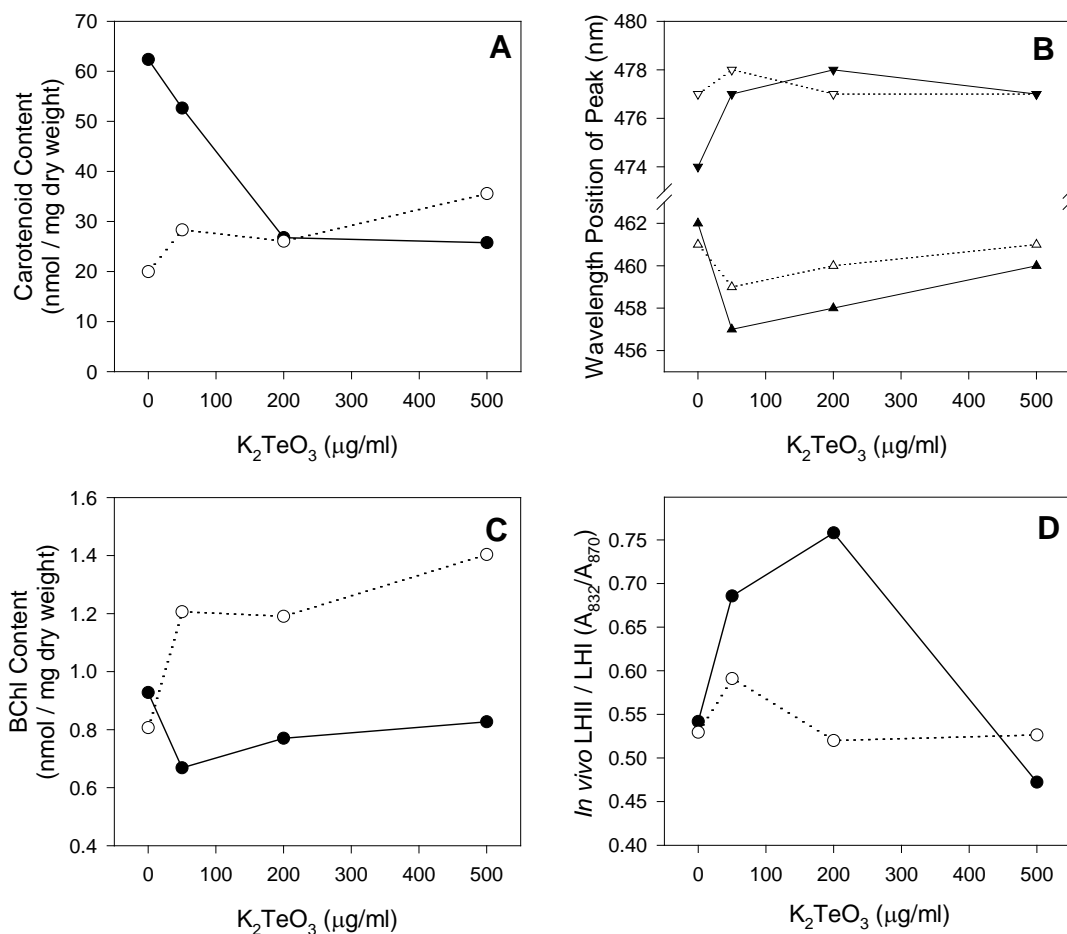 A
Carotenoid Content
(nmol / mg dry weight)
70
60
50
40
30
20
10
0
0 100 200 300 400 500
K₂TeO₃ (μg/ml)
B
Wavelength Position of Peak (nm)
480
478
476
474
462
460
458
456
0 100 200 300 400 500
K₂TeO₃ (μg/ml)
C
BChl Content
(nmol / mg dry weight)
1.6
1.4
1.2
1.0
0.8
0.6
0.4
0 100 200 300 400 500
K₂TeO₃ (μg/ml)
D
In vivo LHII / LHI (A₈₃₂/A₈₇₀)
0.75
0.70
0.65
0.60
0.55
0.50
0.45
0.40
0 100 200 300 400 500
K₂TeO₃ (μg/ml)